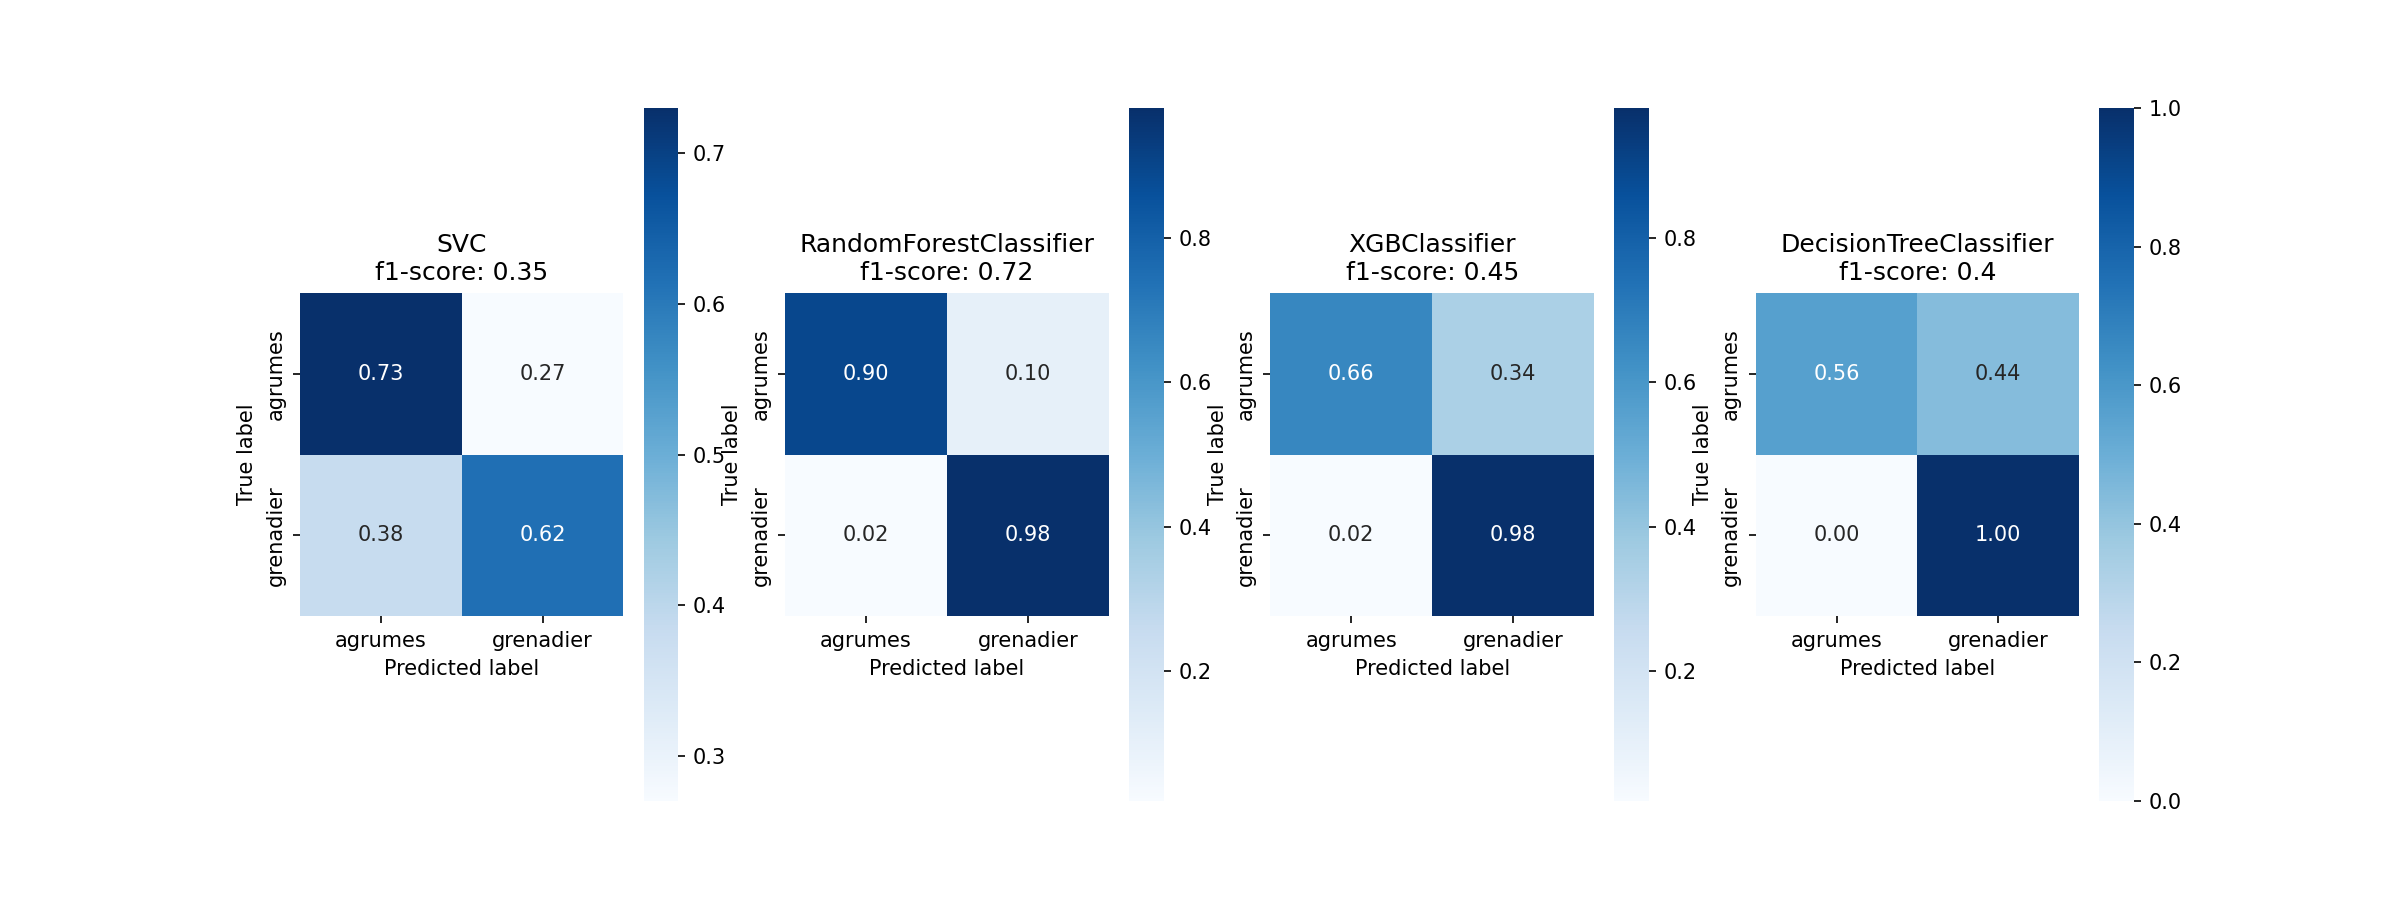 SVC
f1-score: 0.35
True label
agrumes
grenadier
0.73
0.27
0.38
0.62
agrumes
grenadier
Predicted label
0.7
0.6
0.5
0.4
0.3
RandomForestClassifier
f1-score: 0.72
True label
agrumes
grenadier
0.90
0.10
0.02
0.98
agrumes
grenadier
Predicted label
0.8
0.6
0.4
0.2
XGBClassifier
f1-score: 0.45
True label
agrumes
grenadier
0.66
0.34
0.02
0.98
agrumes
grenadier
Predicted label
0.8
0.6
0.4
0.2
DecisionTreeClassifier
f1-score: 0.4
True label
agrumes
grenadier
0.56
0.44
0.00
1.00
agrumes
grenadier
Predicted label
1.0
0.8
0.6
0.4
0.2
0.0